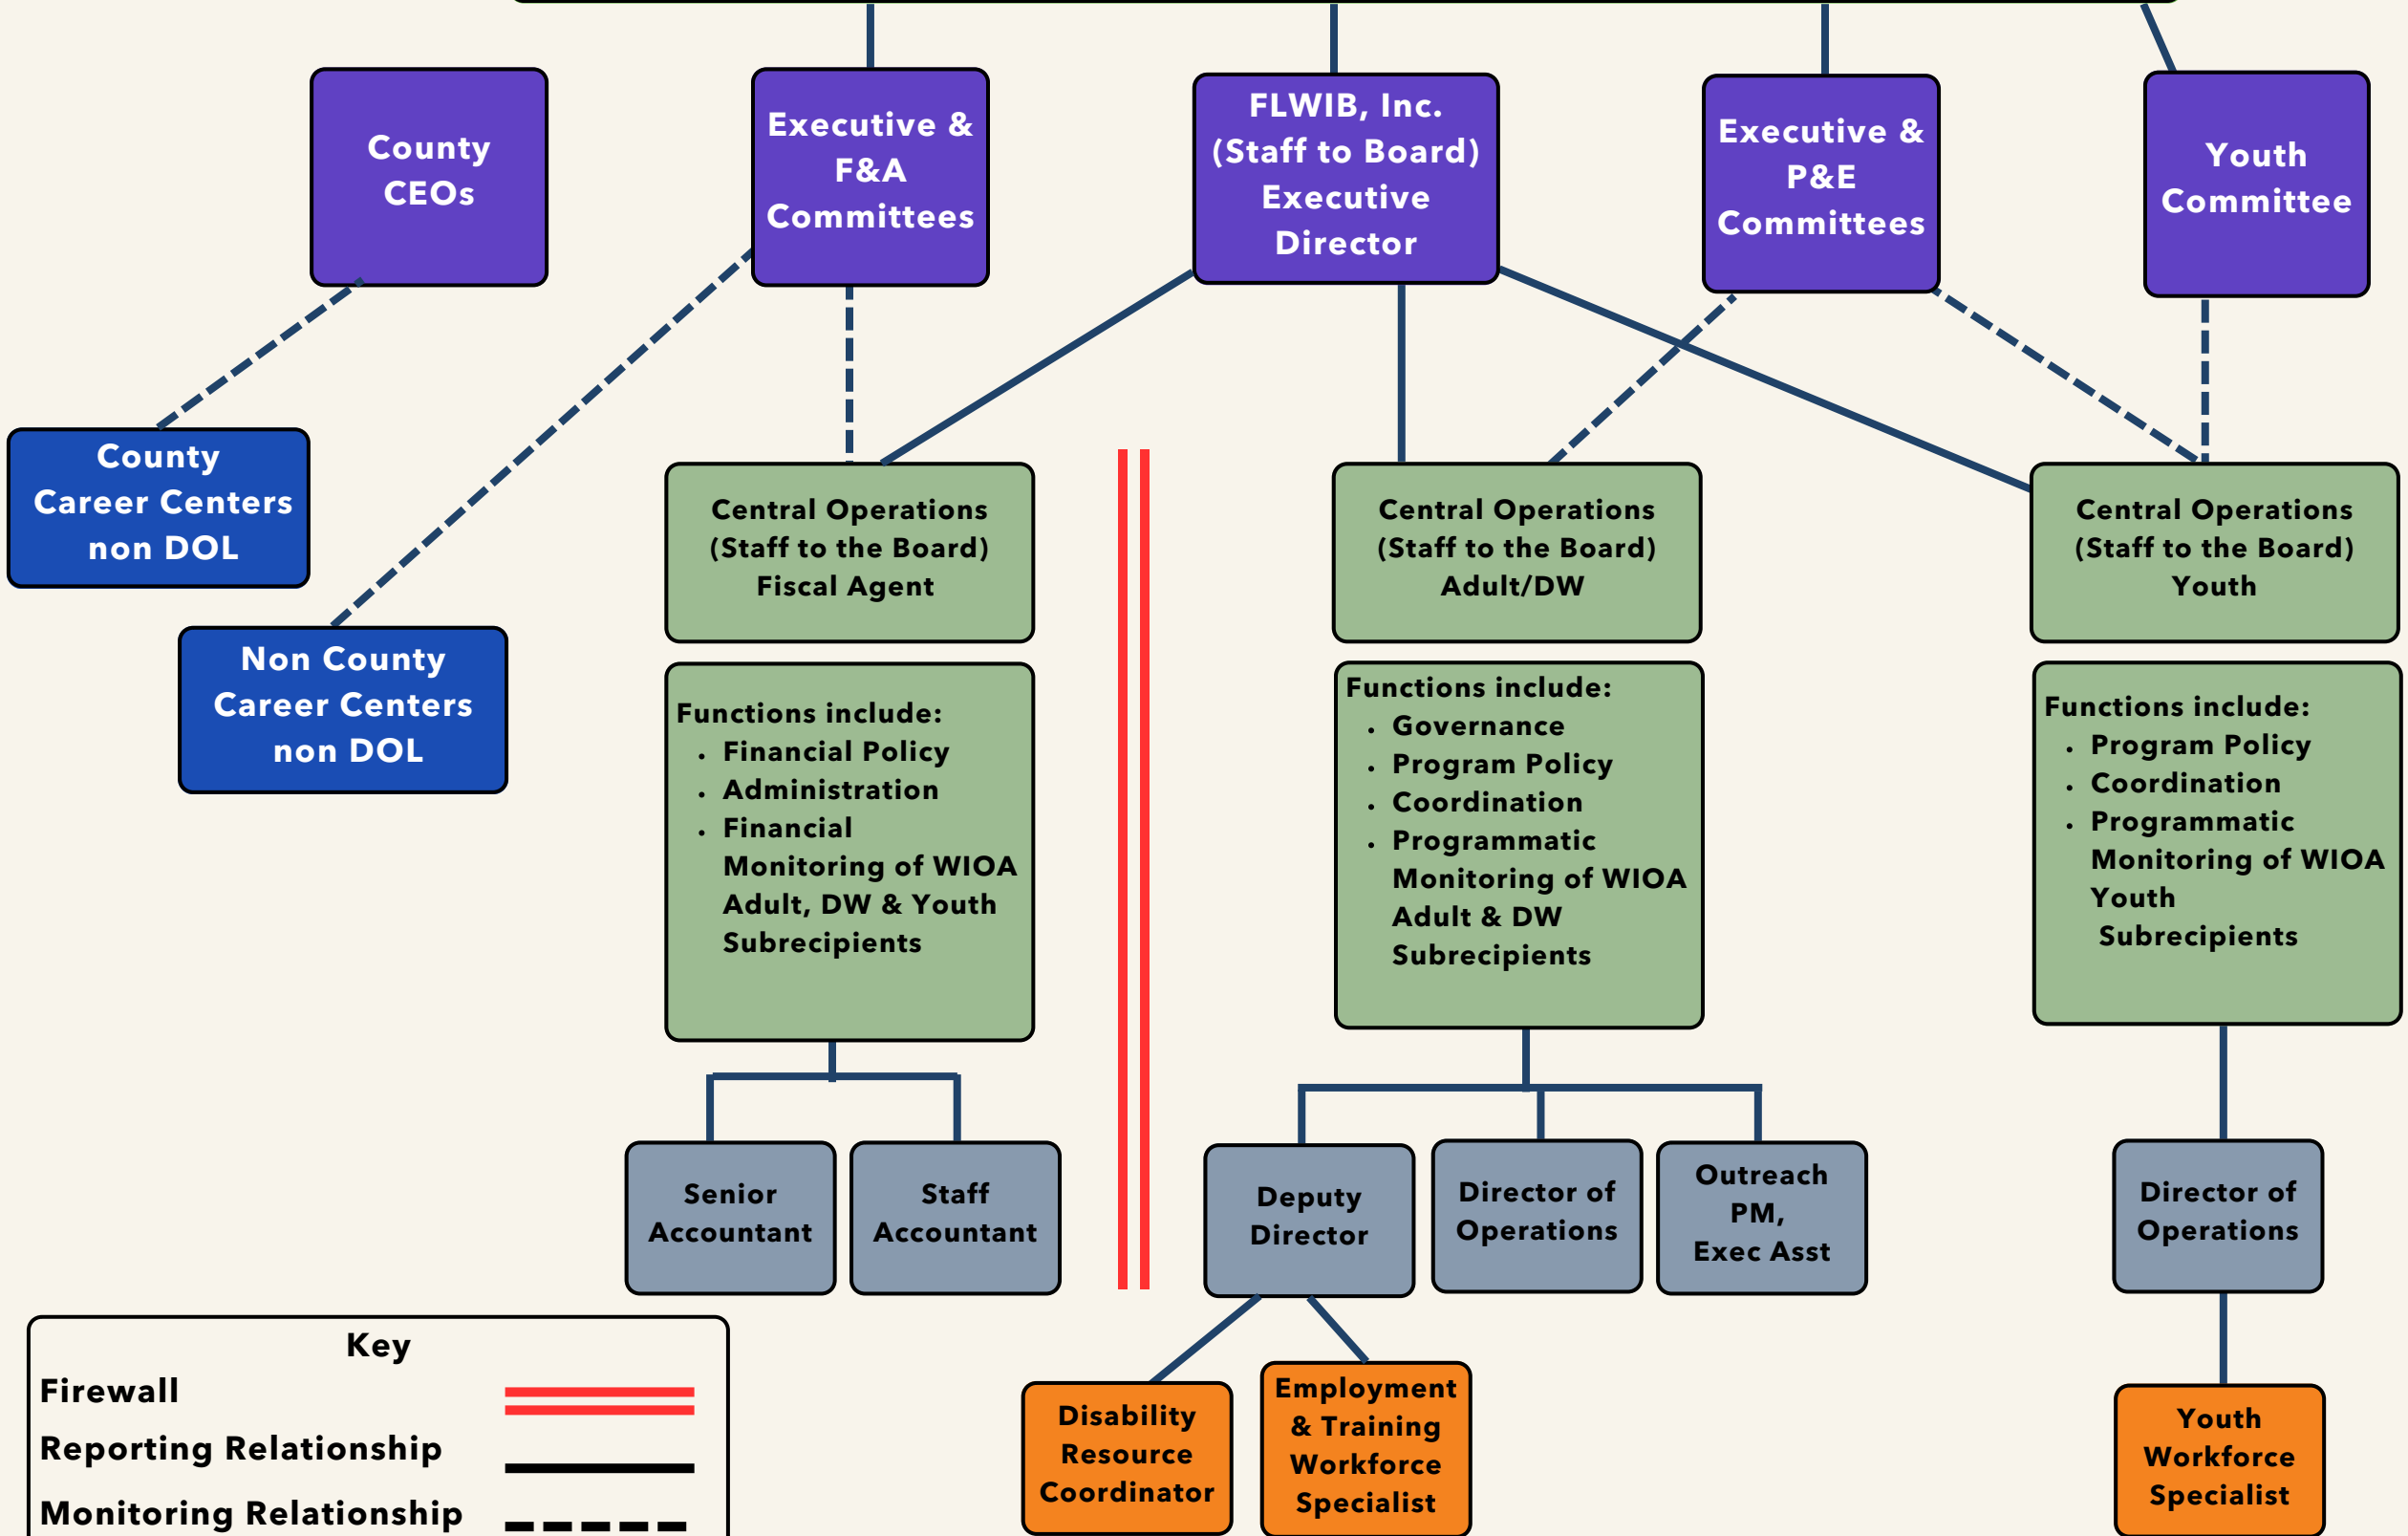 County
CEOs
Executive &
F&A
Committees
FLWIB, Inc.
(Staff to Board)
Executive
Director
Executive &
P&E
Committees
Youth
Committee
County
Career Centers
non DOL
Non County
Career Centers
non DOL
Central Operations
(Staff to the Board)
Fiscal Agent
Central Operations
(Staff to the Board)
Adult/DW
Central Operations
(Staff to the Board)
Youth
Functions include:
• Financial Policy
• Administration
• Financial
Monitoring of WIOA
Adult, DW & Youth
Subrecipients
Functions include:
• Governance
• Program Policy
• Coordination
• Programmatic
Monitoring of WIOA
Adult & DW
Subrecipients
Functions include:
• Program Policy
• Coordination
• Programmatic
Monitoring of WIOA
Youth
Subrecipients
Senior
Accountant
Staff
Accountant
Deputy
Director
Director of
Operations
Outreach
PM,
Exec Asst
Director of
Operations
Disability
Resource
Coordinator
Employment
& Training
Workforce
Specialist
Youth
Workforce
Specialist
Key
Firewall
Reporting Relationship
Monitoring Relationship